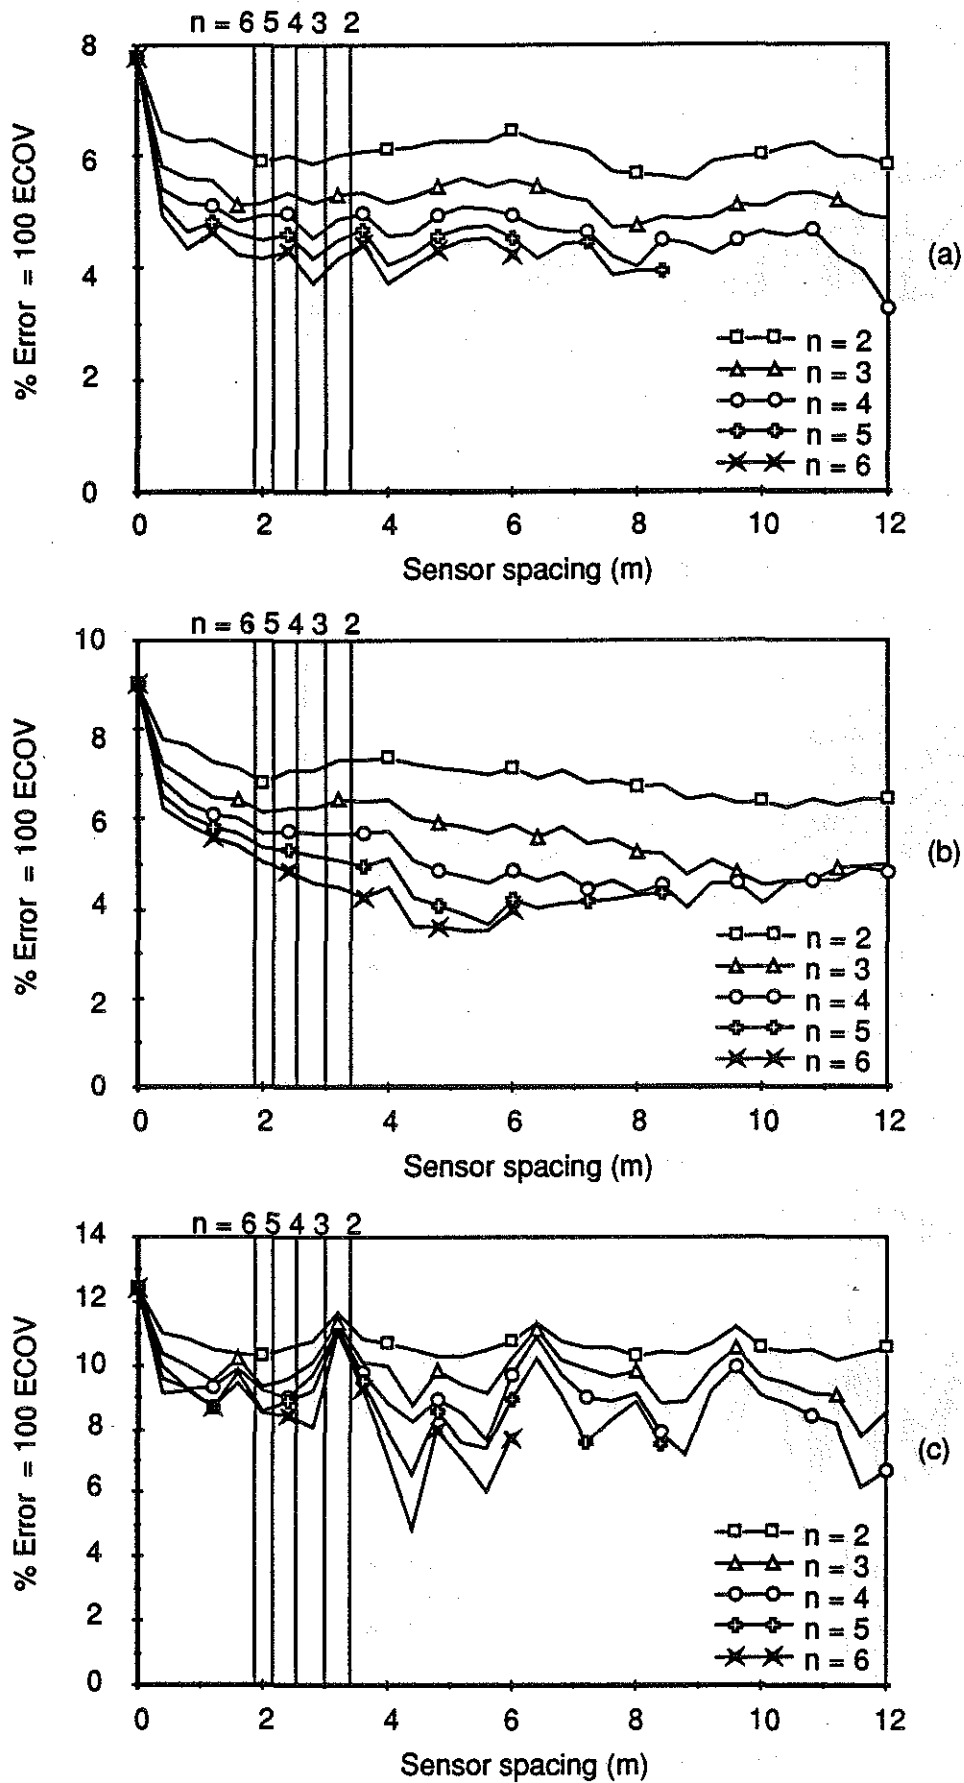 n = 6 5 4 3 2
8
6
4
2
0
% Error = 100 ECOV
0 2 4 6 8 10 12
Sensor spacing (m)
n = 2
n = 3
n = 4
n = 5
n = 6
(a)
n = 6 5 4 3 2
10
8
6
4
2
0
% Error = 100 ECOV
0 2 4 6 8 10 12
Sensor spacing (m)
n = 2
n = 3
n = 4
n = 5
n = 6
(b)
n = 6 5 4 3 2
14
12
10
8
6
4
2
0
% Error = 100 ECOV
0 2 4 6 8 10 12
Sensor spacing (m)
n = 2
n = 3
n = 4
n = 5
n = 6
(c)